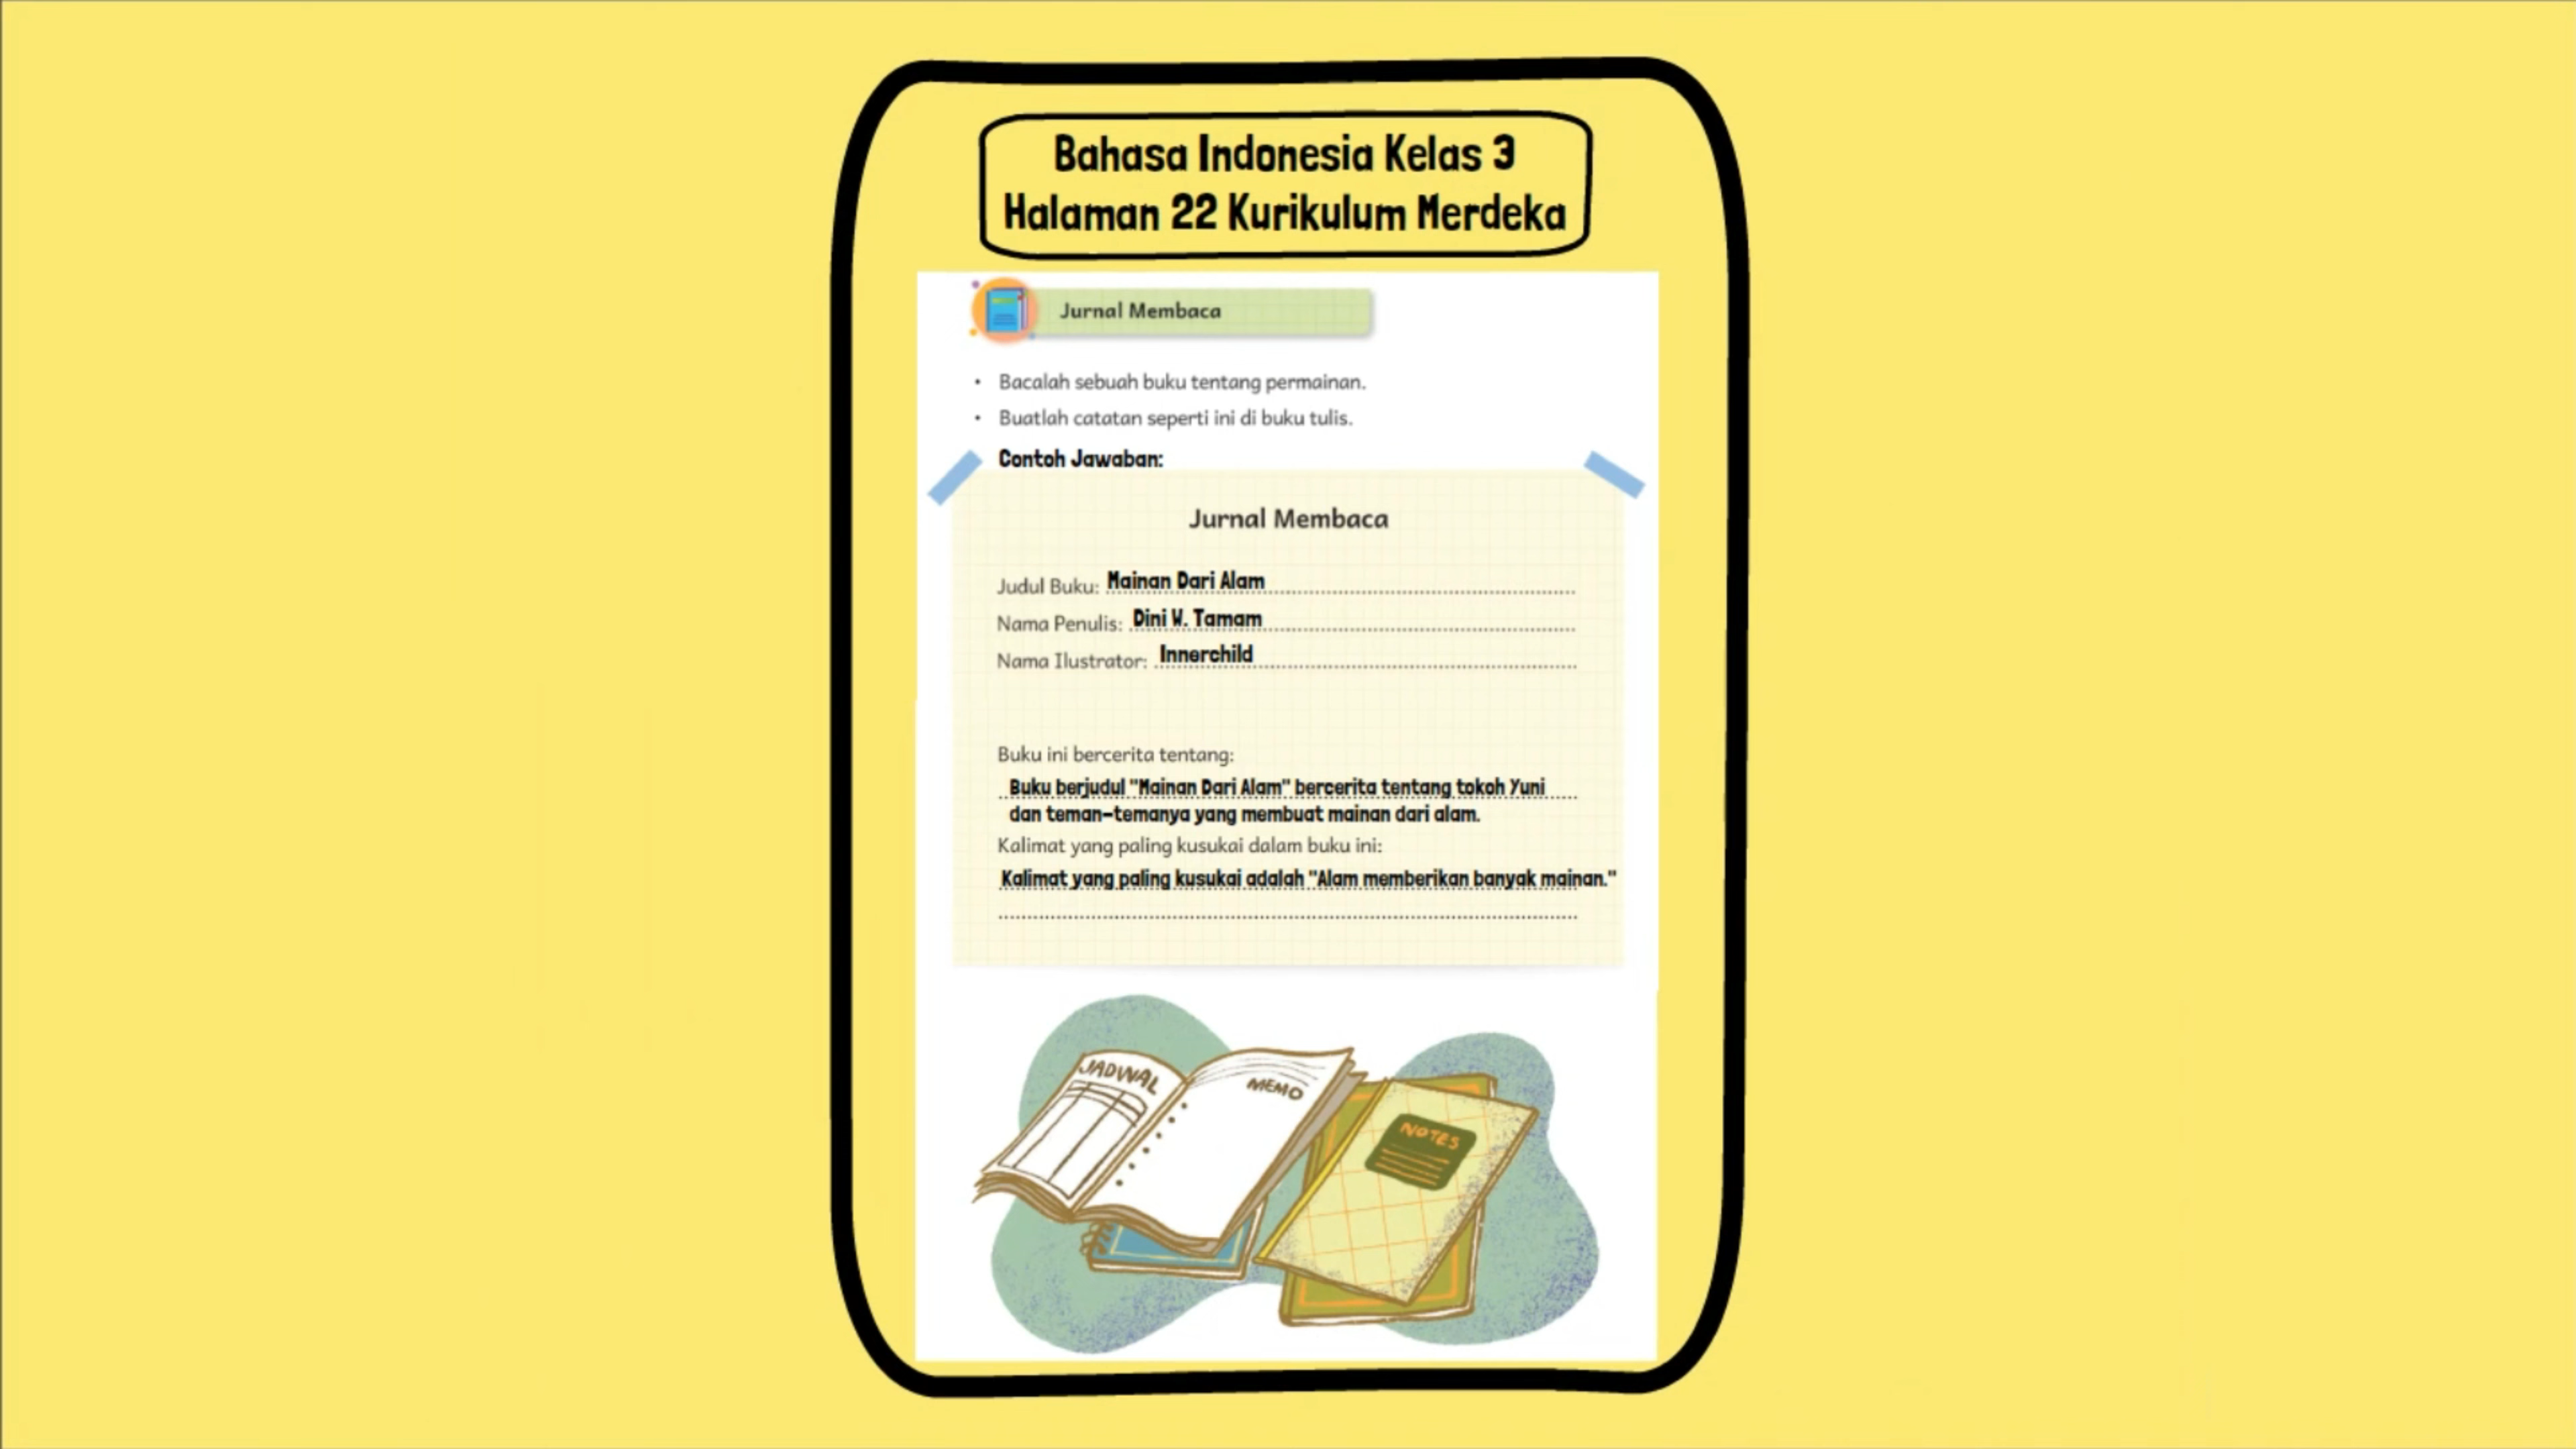 Bahasa Indonesia Kelas 3
Halaman 22 Kurikulum Merdeka
Jurnal Membaca
• Bacalah sebuah buku tentang permainan.
• Buatlah catatan seperti ini di buku tulis.
Contoh Jawaban:
Jurnal Membaca
Judul Buku: Mainan Dari Alam
Nama Penulis: Dini W. Tamam
Nama Ilustrator: Innerchild
Buku ini bercerita tentang:
Buku berjudul "Mainan Dari Alam" bercerita tentang tokoh Yuni
dan teman-temanya yang membuat mainan dari alam.
Kalimat yang paling kusukai dalam buku ini:
Kalimat yang paling kusukai adalah "Alam memberikan banyak mainan."
JADWAL
MEMO
NOTES